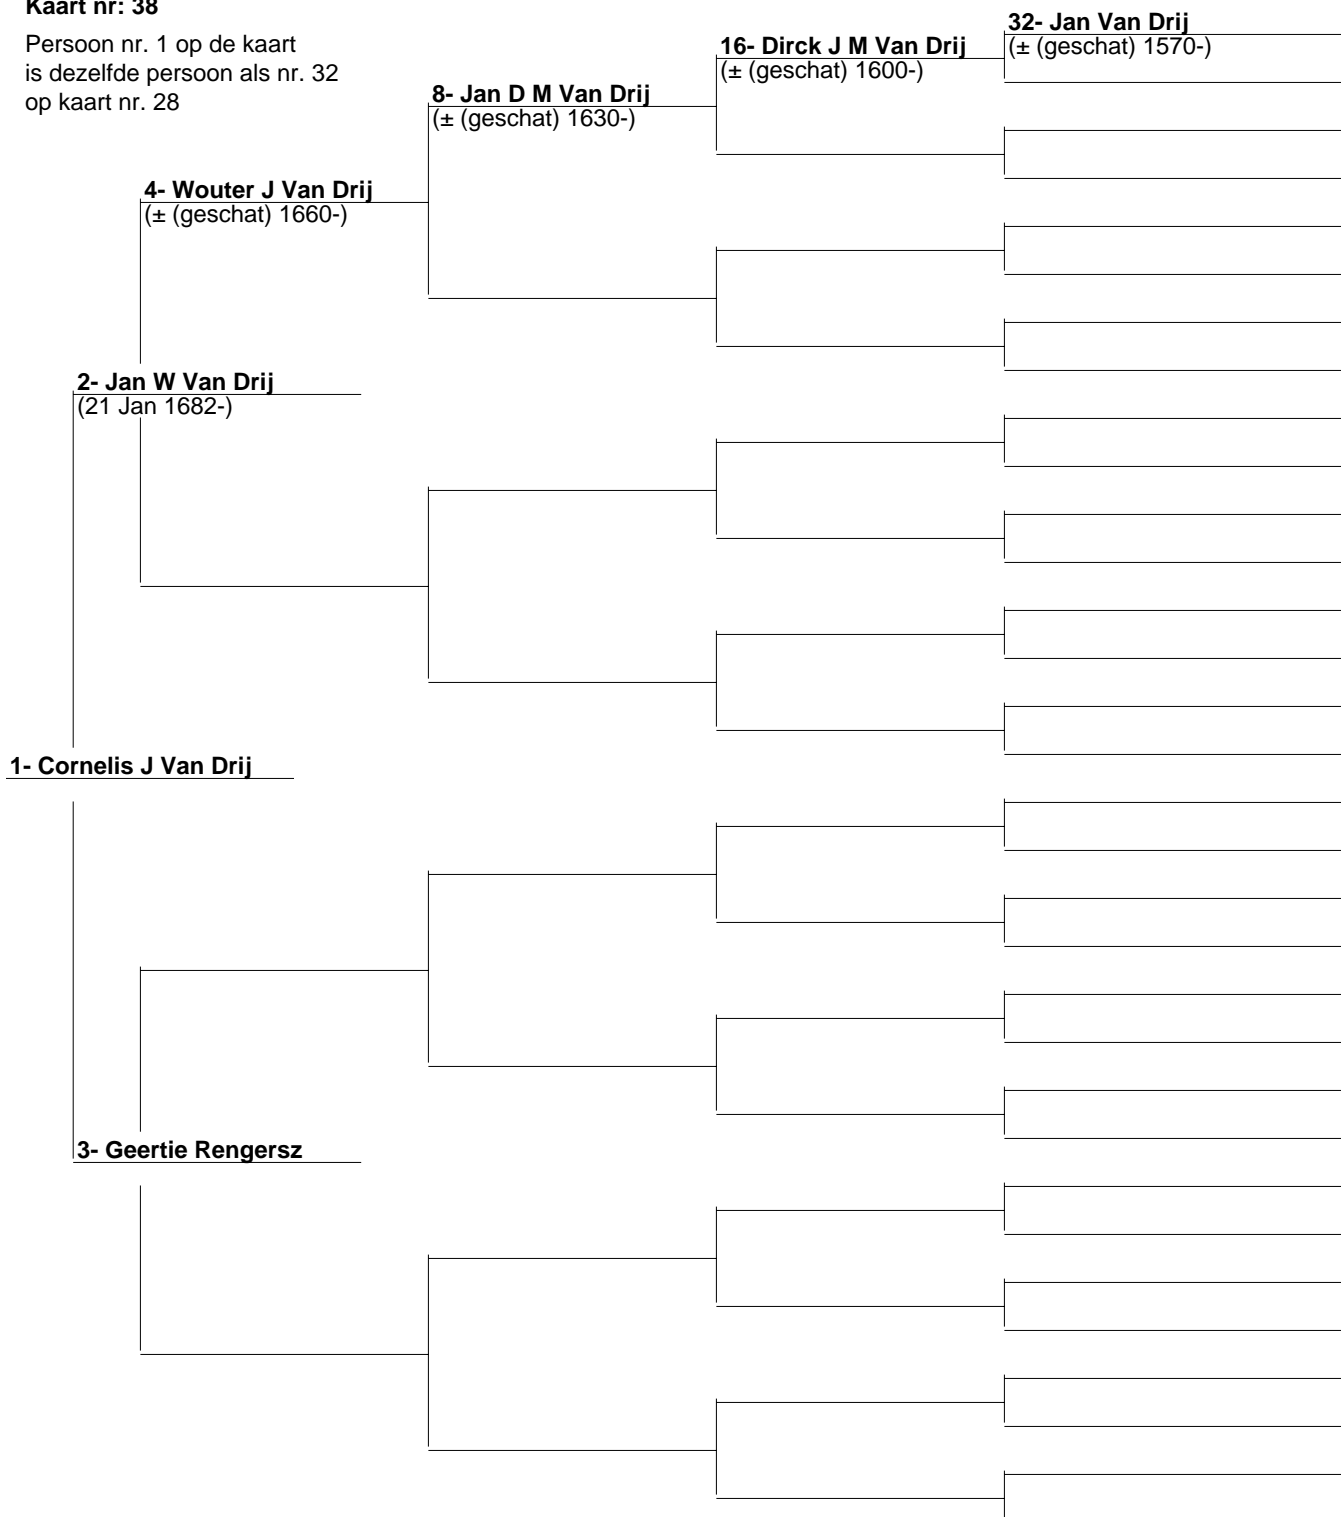 Kaart nr: 38
Persoon nr. 1 op de kaart
is dezelfde persoon als nr. 32
op kaart nr. 28
32- Jan Van Drij
(± (geschat) 1570-)
16- Dirck J M Van Drij
(± (geschat) 1600-)
8- Jan D M Van Drij
(± (geschat) 1630-)
4- Wouter J Van Drij
(± (geschat) 1660-)
2- Jan W Van Drij
(21 Jan 1682-)
1- Cornelis J Van Drij
3- Geertie Rengersz